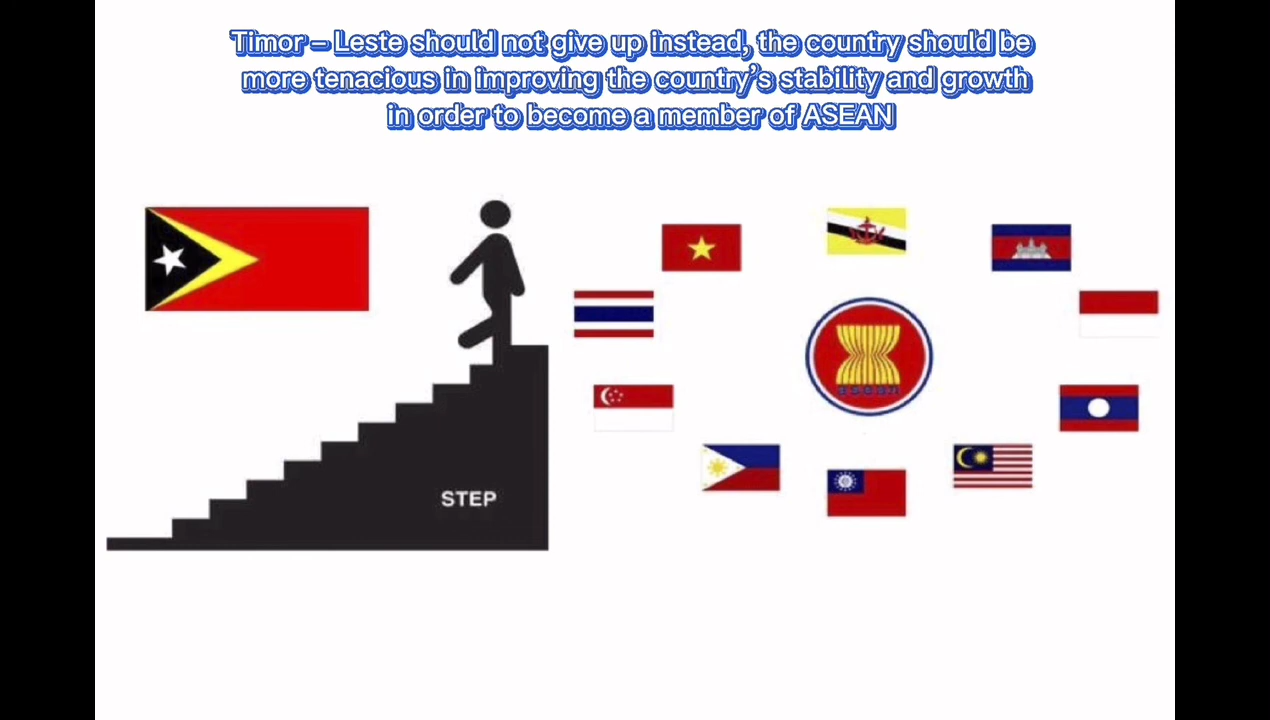 Timor – Leste should not give up instead, the country should be
more tenacious in improving the country's stability and growth
in order to become a member of ASEAN
STEP
asean